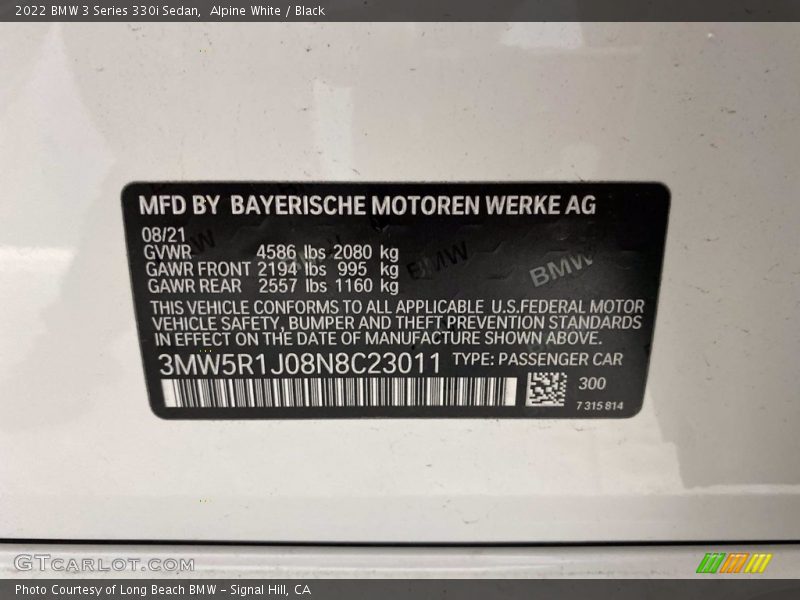 2022 BMW 3 Series 330i Sedan,  Alpine White / Black
MFD BY BAYERISCHE MOTOREN WERKE AG
08/21
GVWR 4586 lbs 2080 kg
GAWR FRONT 2194 lbs 995 kg
GAWR REAR 2557 lbs 1160 kg
BMW
BMW
BMW
THIS VEHICLE CONFORMS TO ALL APPLICABLE U.S.FEDERAL MOTOR
VEHICLE SAFETY, BUMPER AND THEFT PREVENTION STANDARDS
IN EFFECT ON THE DATE OF MANUFACTURE SHOWN ABOVE.
3MW5R1J08N8C23011 TYPE: PASSENGER CAR
300
7 315 814
GTCarLot.com
Photo Courtesy of Long Beach BMW - Signal Hill, CA